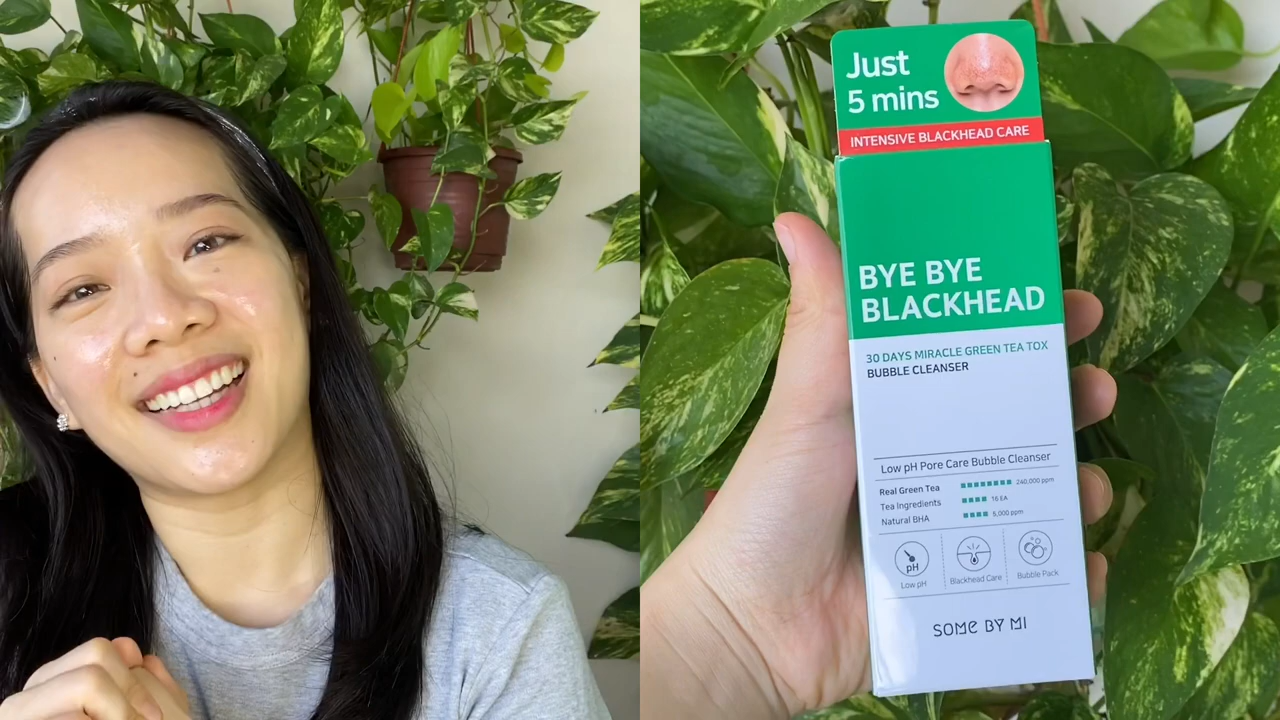 Just
5 mins
INTENSIVE BLACKHEAD CARE
BYE BYE
BLACKHEAD
30 DAYS MIRACLE GREEN TEA TOX
BUBBLE CLEANSER
Low pH Pore Care Bubble Cleanser
Real Green Tea 240,000 ppm
Tea Ingredients 16 EA
Natural BHA 5,000 ppm
pH
Low pH Blackhead Care Bubble Pack
SOME BY MI